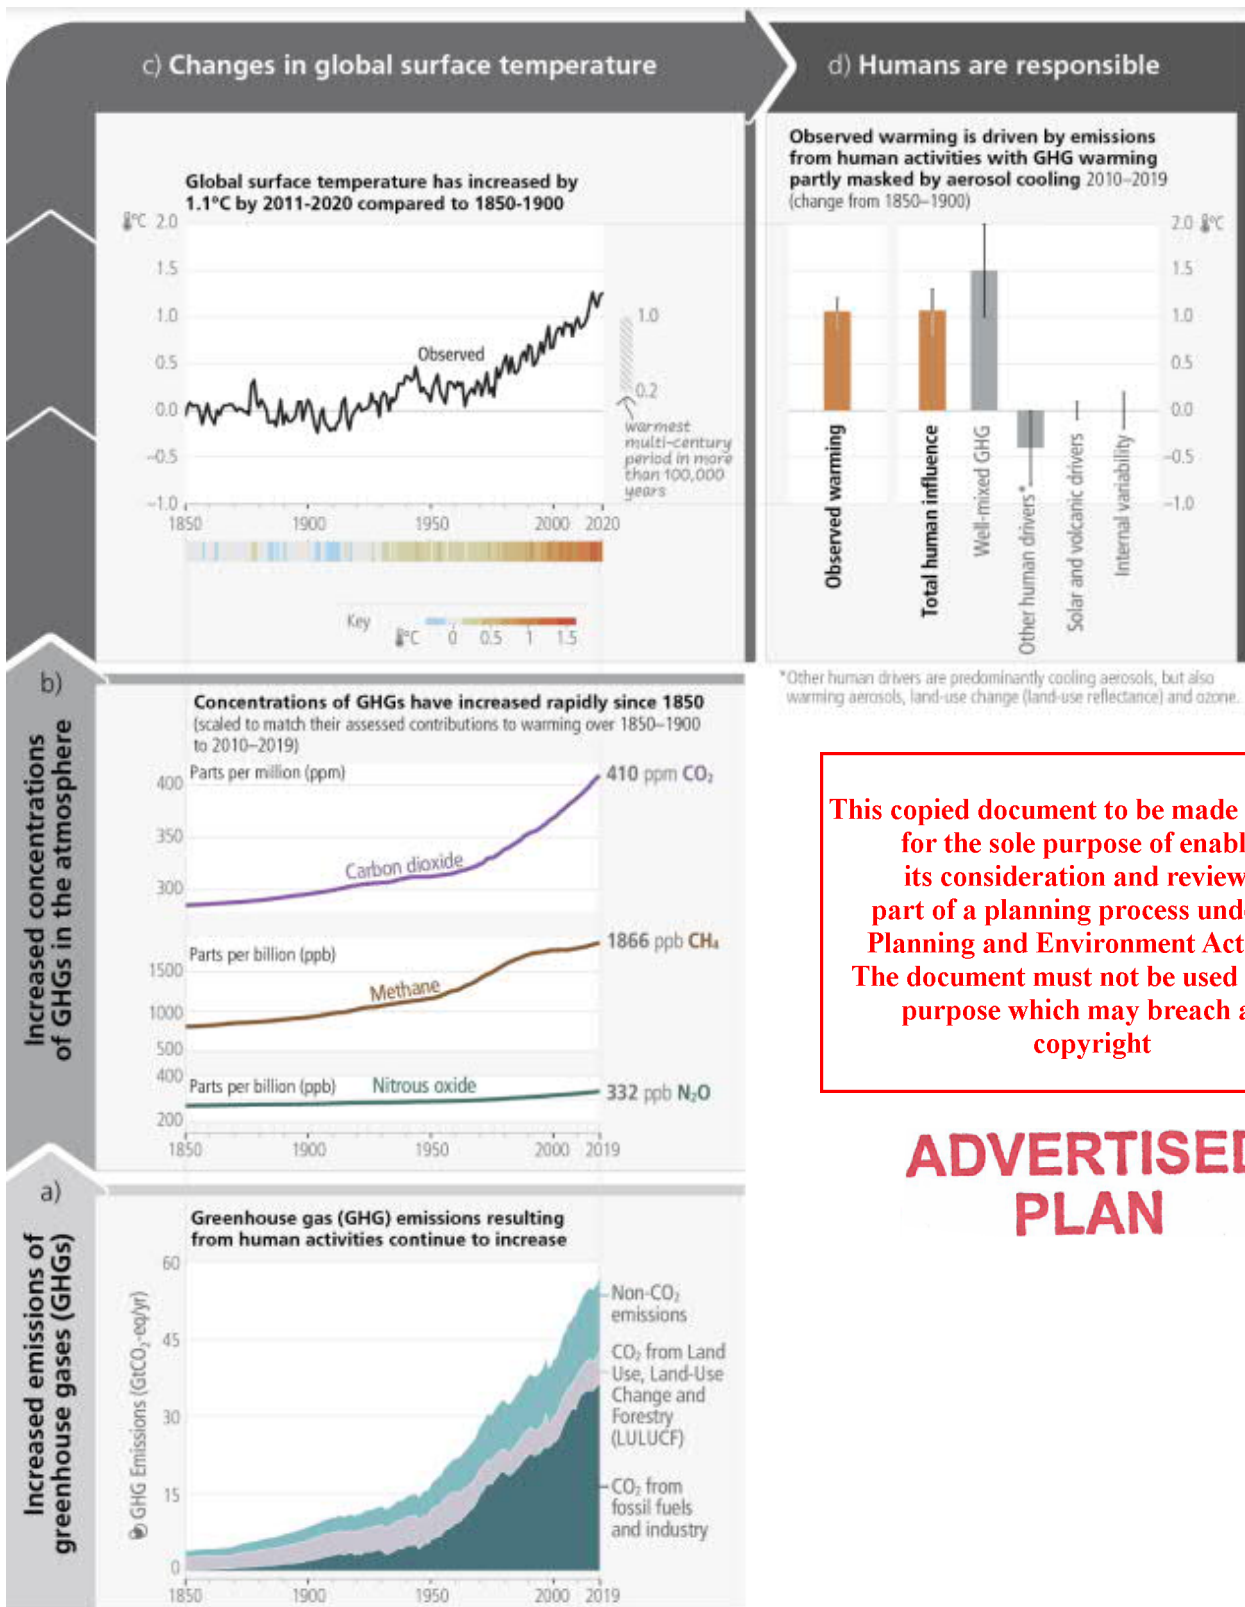 c) Changes in global surface temperature
Global surface temperature has increased by
1.1°C by 2011-2020 compared to 1850-1900
°C 2.0
1.5
1.0
0.5
0.0
–0.5
–1.0
Observed
1.0
0.2
warmest
multi-century
period in more
than 100,000
years
1850 1900 1950 2000 2020
Key
°C 0 0.5 1 1.5
d) Humans are responsible
Observed warming is driven by emissions
from human activities with GHG warming
partly masked by aerosol cooling 2010–2019
(change from 1850–1900)
2.0 °C
1.5
1.0
0.5
0.0
–0.5
–1.0
Observed warming
Total human influence
Well-mixed GHG
Other human drivers*
Solar and volcanic drivers
Internal variability
*Other human drivers are predominantly cooling aerosols, but also
warming aerosols, land-use change (land-use reflectance) and ozone.
b)
Increased concentrations
of GHGs in the atmosphere
Concentrations of GHGs have increased rapidly since 1850
(scaled to match their assessed contributions to warming over 1850–1900
to 2010–2019)
Parts per million (ppm)
400
350
300
Carbon dioxide
410 ppm CO₂
Parts per billion (ppb)
1500
1000
500
Methane
1866 ppb CH₄
Parts per billion (ppb)
400
200
Nitrous oxide
332 ppb N₂O
1850 1900 1950 2000 2019
This copied document to be made
for the sole purpose of enabl
its consideration and review
part of a planning process und
Planning and Environment Act
The document must not be used
purpose which may breach a
copyright
ADVERTISED
PLAN
a)
Increased emissions of
greenhouse gases (GHGs)
Greenhouse gas (GHG) emissions resulting
from human activities continue to increase
GHG Emissions (GtCO₂-eq/yr)
60
45
30
15
0
Non-CO₂
emissions
CO₂ from Land
Use, Land-Use
Change and
Forestry
(LULUCF)
CO₂ from
fossil fuels
and industry
1850 1900 1950 2000 2019